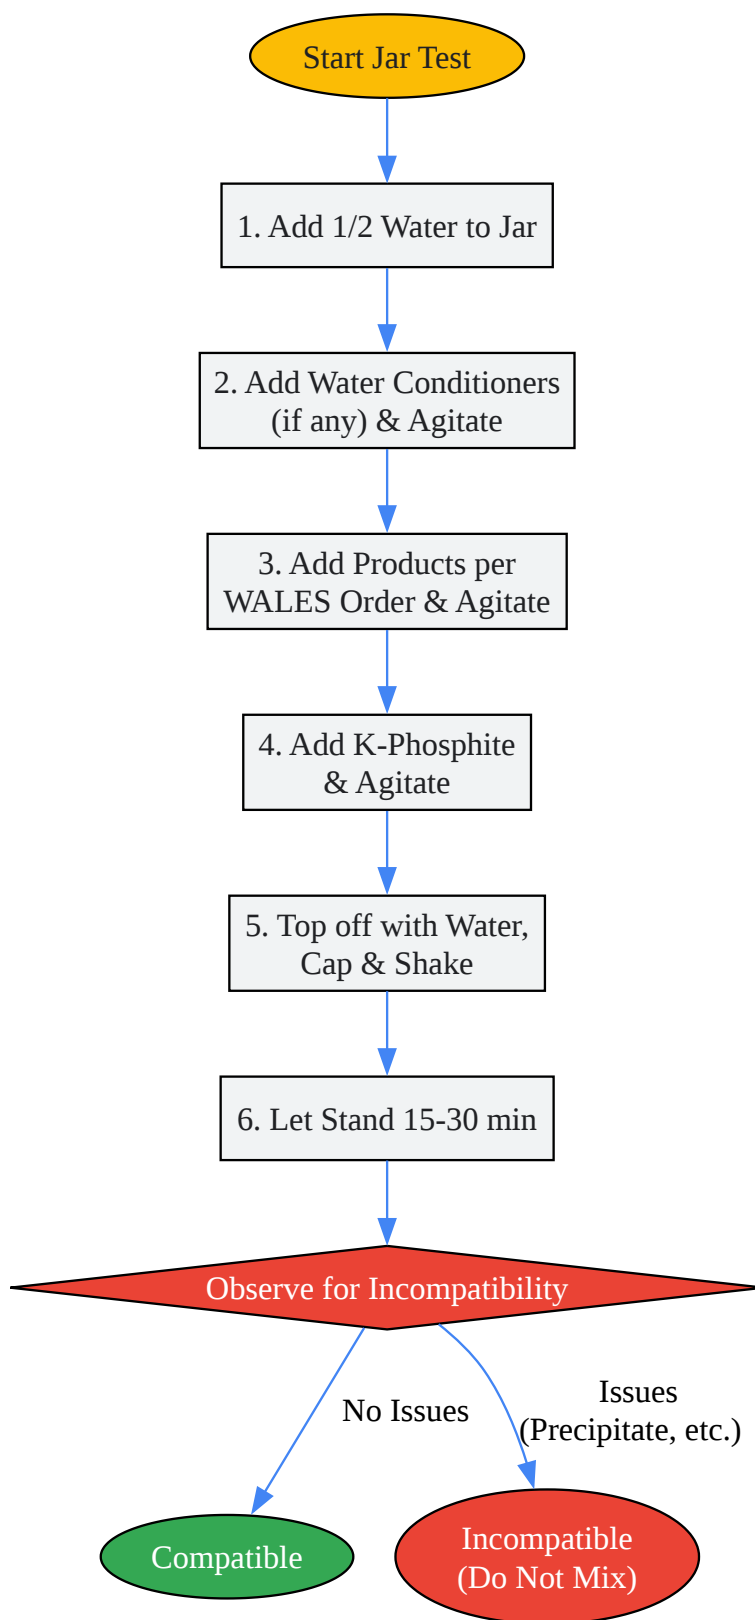 Start Jar Test
1. Add 1/2 Water to Jar
2. Add Water Conditioners
(if any) & Agitate
3. Add Products per
WALES Order & Agitate
4. Add K-Phosphite
& Agitate
5. Top off with Water,
Cap & Shake
6. Let Stand 15-30 min
Observe for Incompatibility
No Issues
Issues
(Precipitate, etc.)
Compatible
Incompatible
(Do Not Mix)